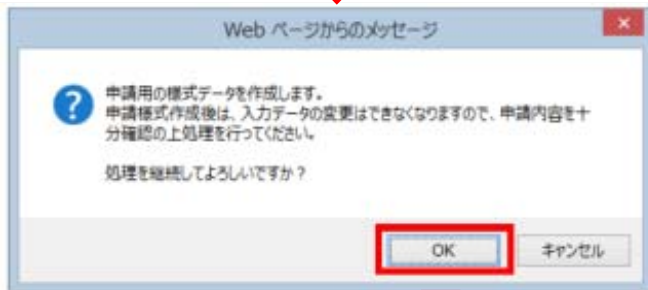 Web ページからのメッセージ
申請用の様式データを作成します。
申請様式作成後は、入力データの変更はできなくなりますので、申請内容を十
分確認の上処理を行ってください。
処理を継続してよろしいですか？
OK
キャンセル